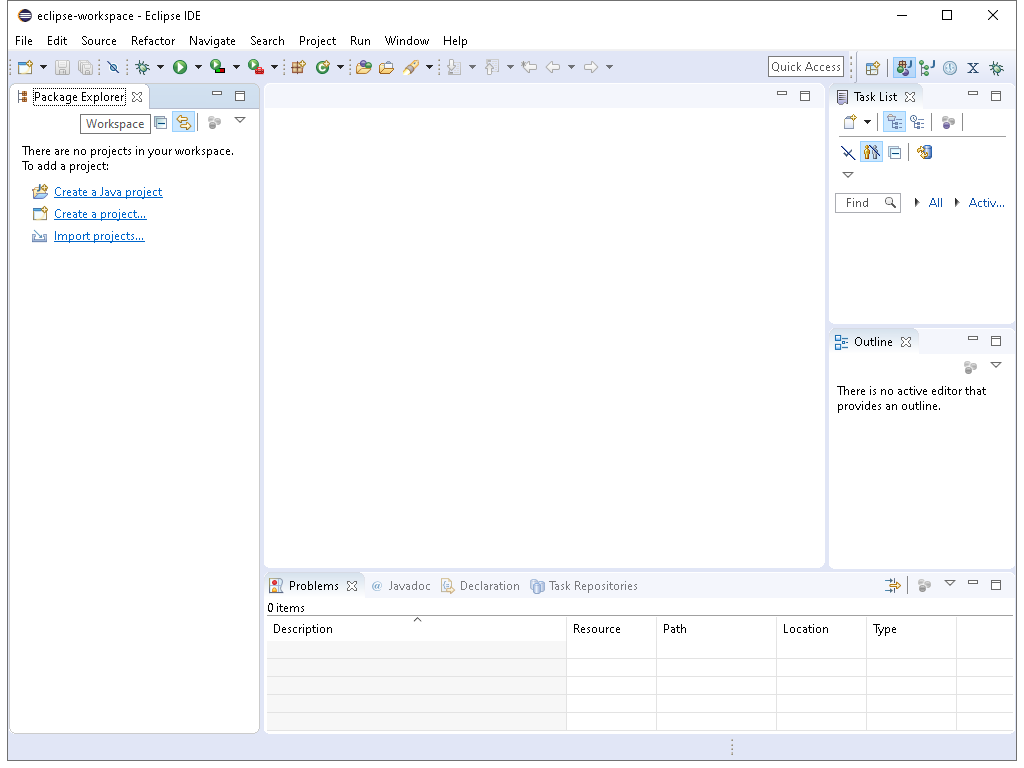 eclipse-workspace - Eclipse IDE
File Edit Source Refactor Navigate Search Project Run Window Help
Quick Access
Package Explorer
Workspace
There are no projects in your workspace.
To add a project:
Create a Java project
Create a project...
Import projects...
Task List
Find All Activ...
Outline
There is no active editor that
provides an outline.
Problems @ Javadoc Declaration Task Repositories
0 items
Description Resource Path Location Type